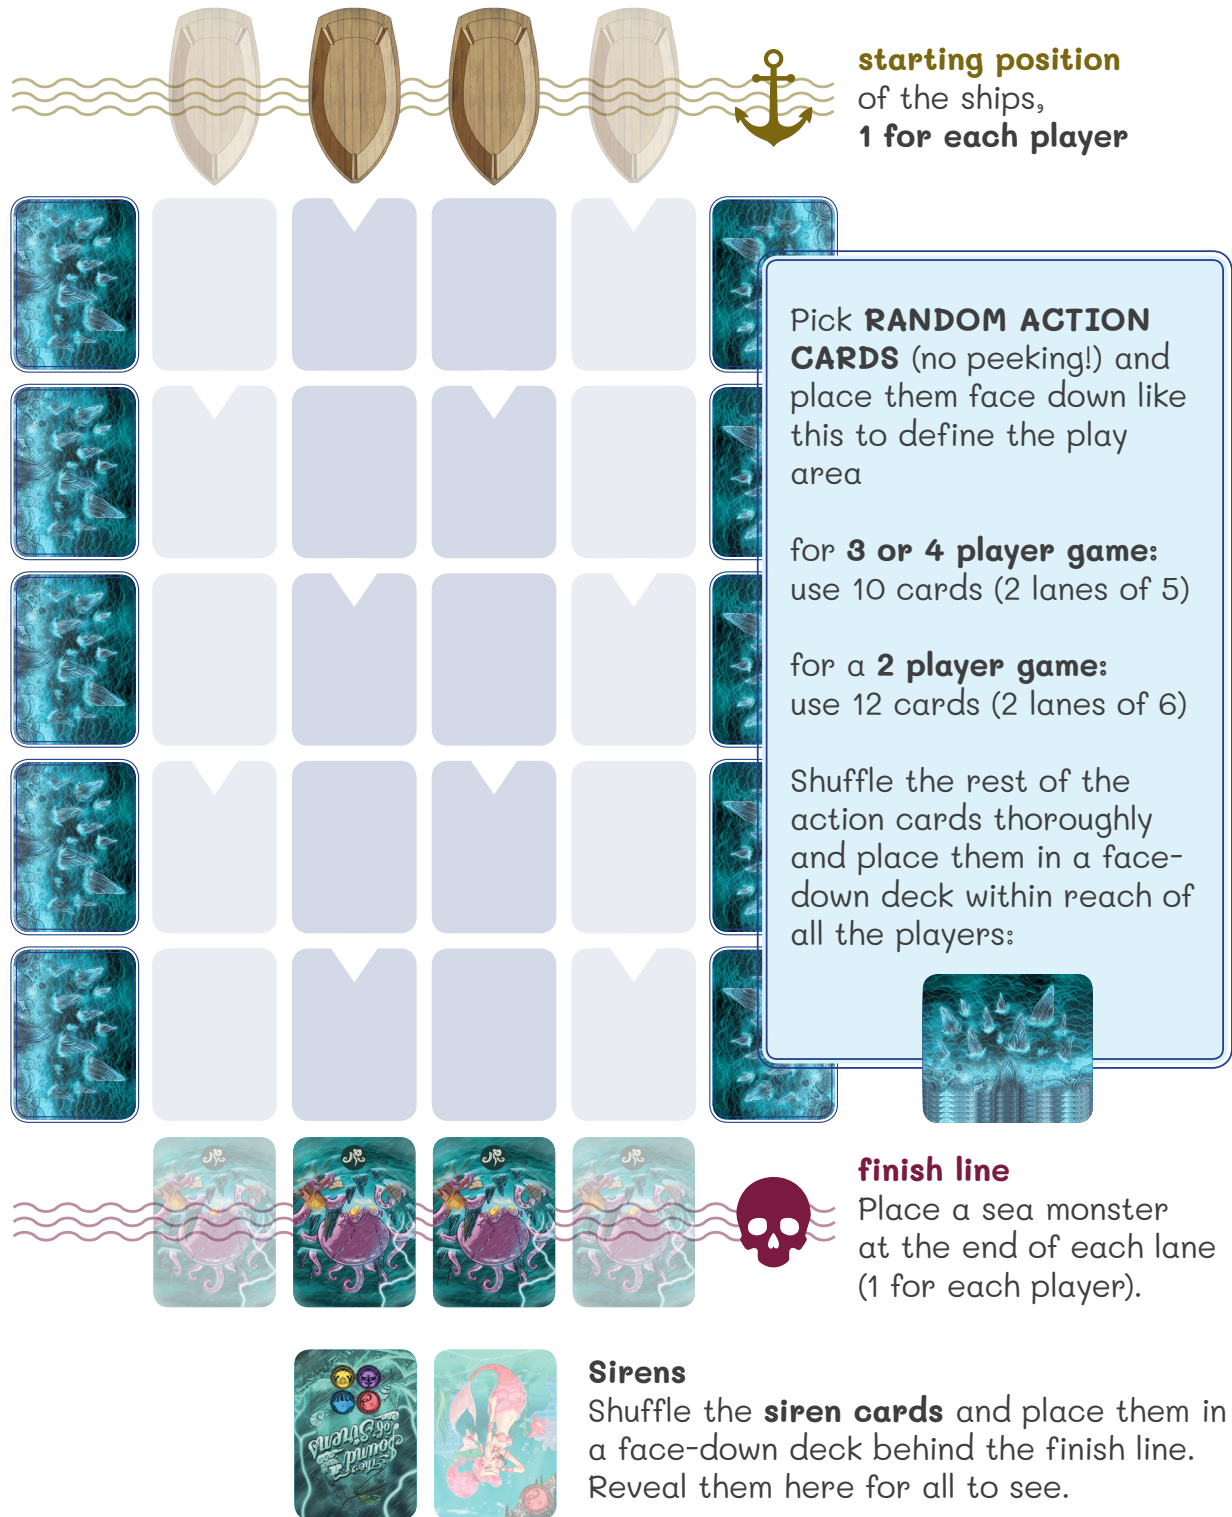 starting position
of the ships,
1 for each player
Pick RANDOM ACTION
CARDS (no peeking!) and
place them face down like
this to define the play
area
for 3 or 4 player game:
use 10 cards (2 lanes of 5)
for a 2 player game:
use 12 cards (2 lanes of 6)
Shuffle the rest of the
action cards thoroughly
and place them in a face-
down deck within reach of
all the players:
finish line
Place a sea monster
at the end of each lane
(1 for each player).
The Sound
of Sirens
Sirens
Shuffle the siren cards and place them in
a face-down deck behind the finish line.
Reveal them here for all to see.